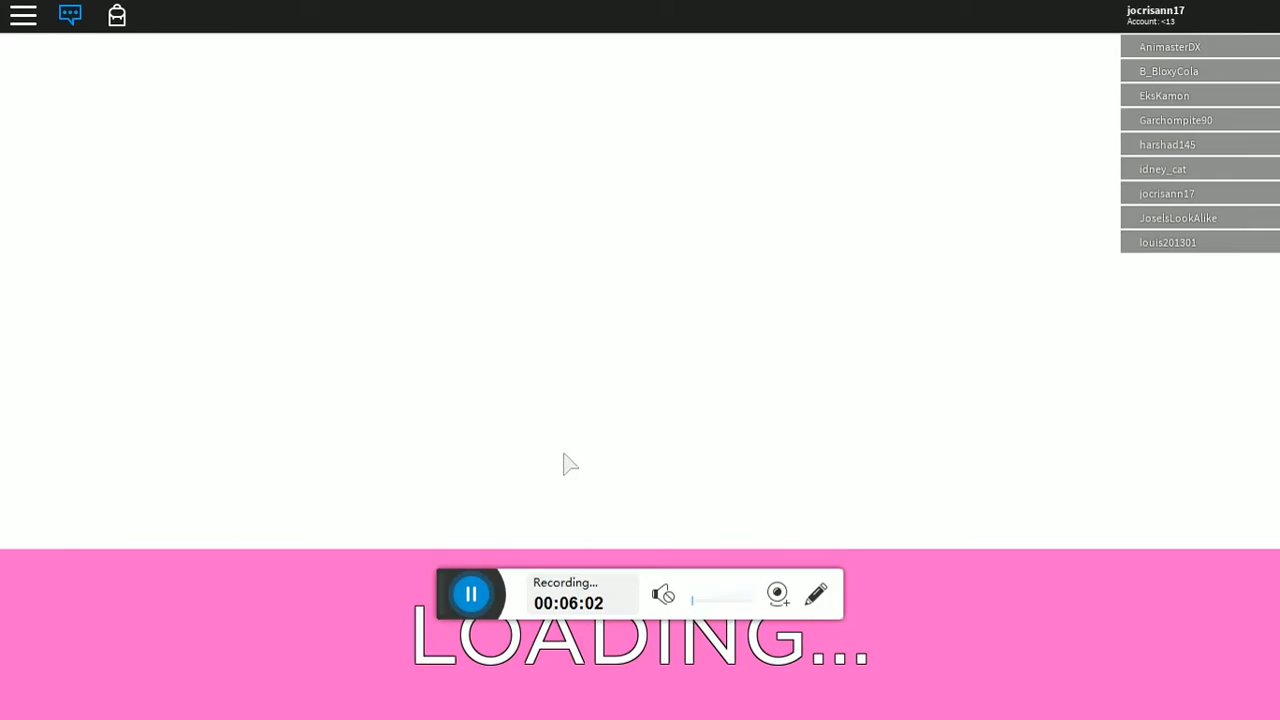 jocrisann17
Account: <13
AnimasterDX
B_BloxyCola
EksKamon
Garchompite90
harshad145
idney_cat
jocrisann17
JoseIsLookAlike
louis201301
Recording...
00:06:02
LOADING...